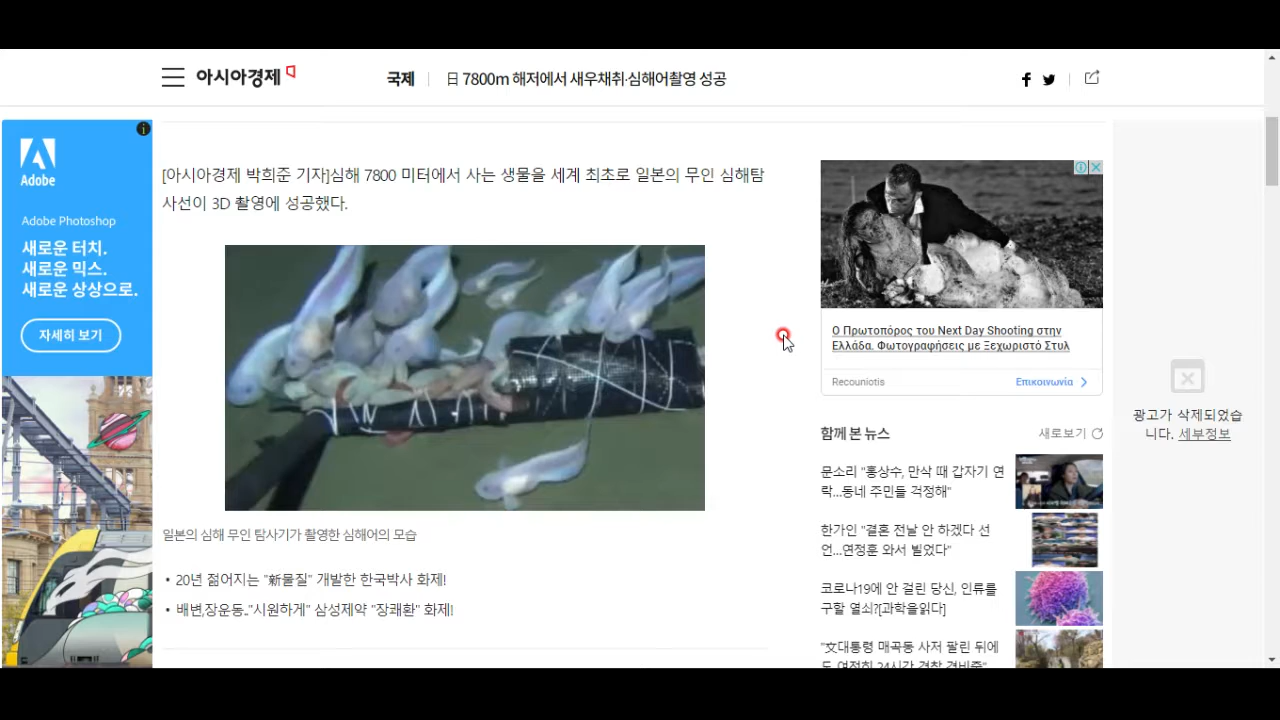 아시아경제
국제
日 7800m 해저에서 새우채취·심해어촬영 성공
Adobe
Adobe Photoshop
새로운 터치.
새로운 믹스.
새로운 상상으로.
자세히 보기
[아시아경제 박희준 기자]심해 7800 미터에서 사는 생물을 세계 최초로 일본의 무인 심해탐
사선이 3D 촬영에 성공했다.
일본의 심해 무인 탐사기가 촬영한 심해어의 모습
• 20년 젊어지는 "新물질" 개발한 한국박사 화제!
• 배변,장운동.."시원하게" 삼성제약 "장쾌환" 화제!
Ο Πρωτοπόρος του Next Day Shooting στην
Ελλάδα. Φωτογραφήσεις με Ξεχωριστό Στυλ
Recouniotis
Επικοινωνία
함께 본 뉴스
새로보기
문소리 "홍상수, 만삭 때 갑자기 연
락...동네 주민들 걱정해"
한가인 "결혼 전날 안 하겠다 선
언...연정훈 와서 빌었다"
코로나19에 안 걸린 당신, 인류를
구할 열쇠?[과학을읽다]
"文대통령 매곡동 사저 팔린 뒤에
도 여전히 24시간 경찰 경비중"
광고가 삭제되었습
니다. 세부정보